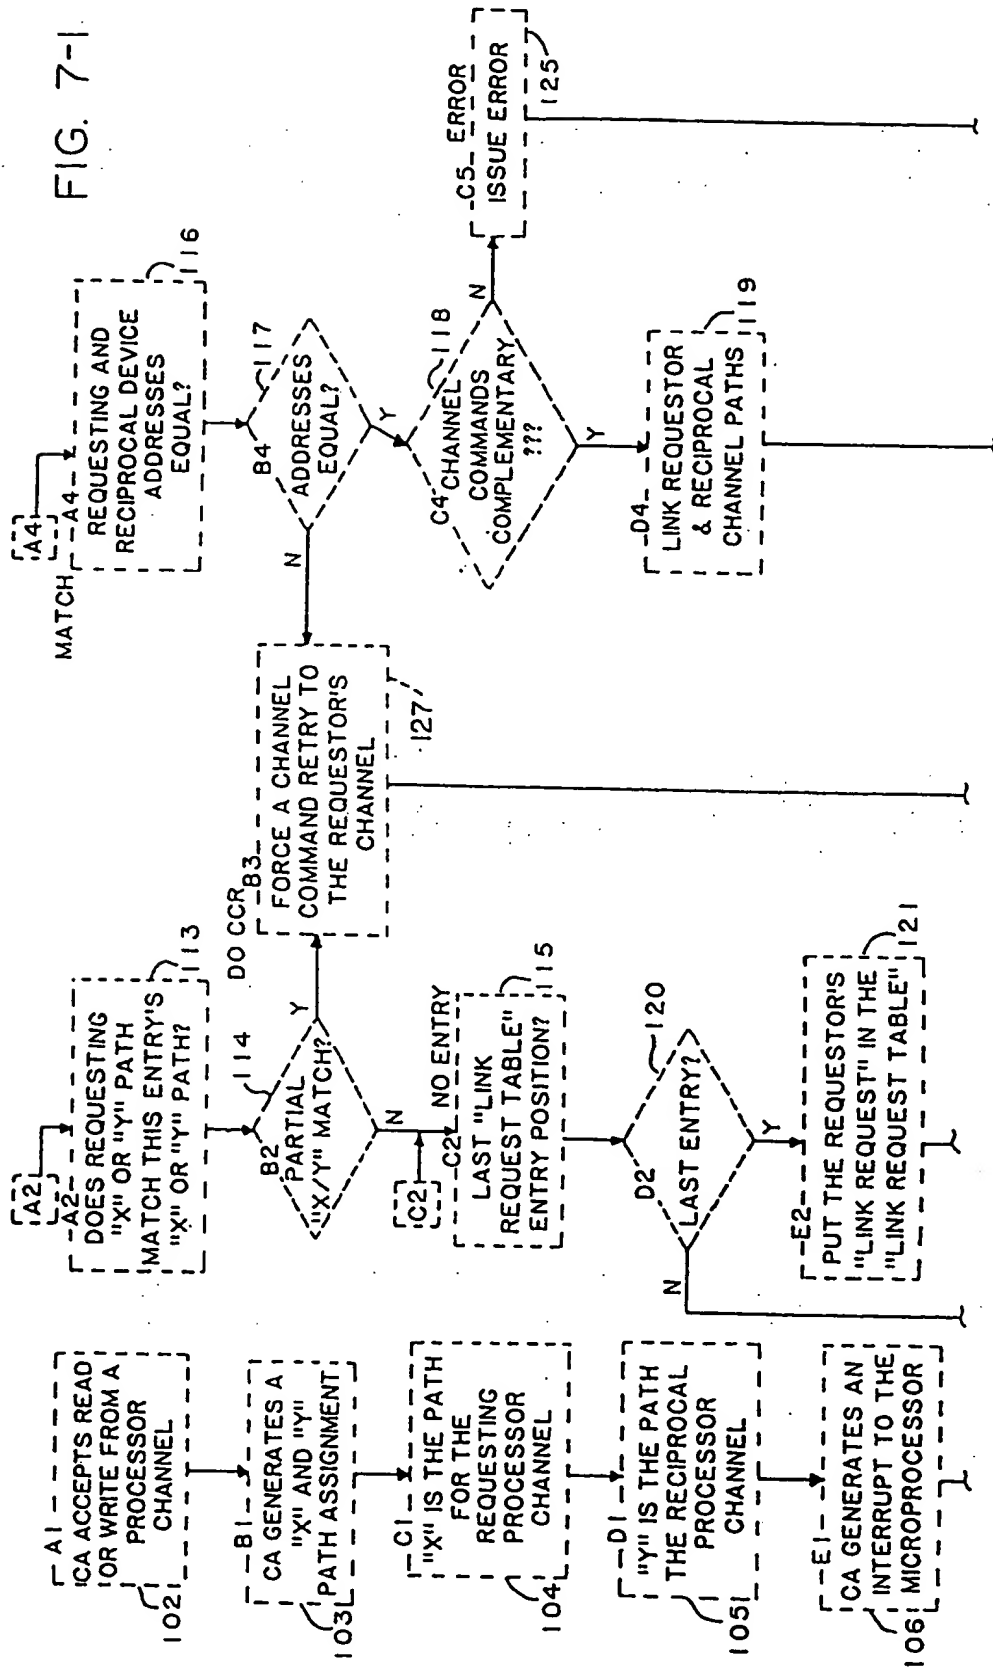 FIG. 7-1
A1
CA ACCEPTS READ
OR WRITE FROM A
PROCESSOR
CHANNEL
102
B1
CA GENERATES A
"X" AND "Y"
PATH ASSIGNMENT
103
C1
"X" IS THE PATH
FOR THE
REQUESTING
PROCESSOR
CHANNEL
104
D1
"Y" IS THE PATH
THE RECIPROCAL
PROCESSOR
CHANNEL
105
E1
CA GENERATES AN
INTERRUPT TO THE
MICROPROCESSOR
106
A2
A2
DOES REQUESTING
"X" OR "Y" PATH
MATCH THIS ENTRY'S
"X" OR "Y" PATH?
113
114
B2
PARTIAL
"X/Y" MATCH?
Y
N
C2
NO ENTRY
C2
LAST "LINK
REQUEST TABLE"
ENTRY POSITION?
115
120
D2
LAST ENTRY?
N
Y
E2
PUT THE REQUESTOR'S
"LINK REQUEST" IN THE
"LINK REQUEST TABLE"
121
DO CCR
B3
FORCE A CHANNEL
COMMAND RETRY TO
THE REQUESTOR'S
CHANNEL
127
A4
MATCH
A4
REQUESTING AND
RECIPROCAL DEVICE
ADDRESSES
EQUAL?
116
117
B4
ADDRESSES
EQUAL?
N
Y
118
C4
CHANNEL
COMMANDS
COMPLEMENTARY
???
N
Y
D4
LINK REQUESTOR
& RECIPROCAL
CHANNEL PATHS
119
C5 ERROR
ISSUE ERROR
125